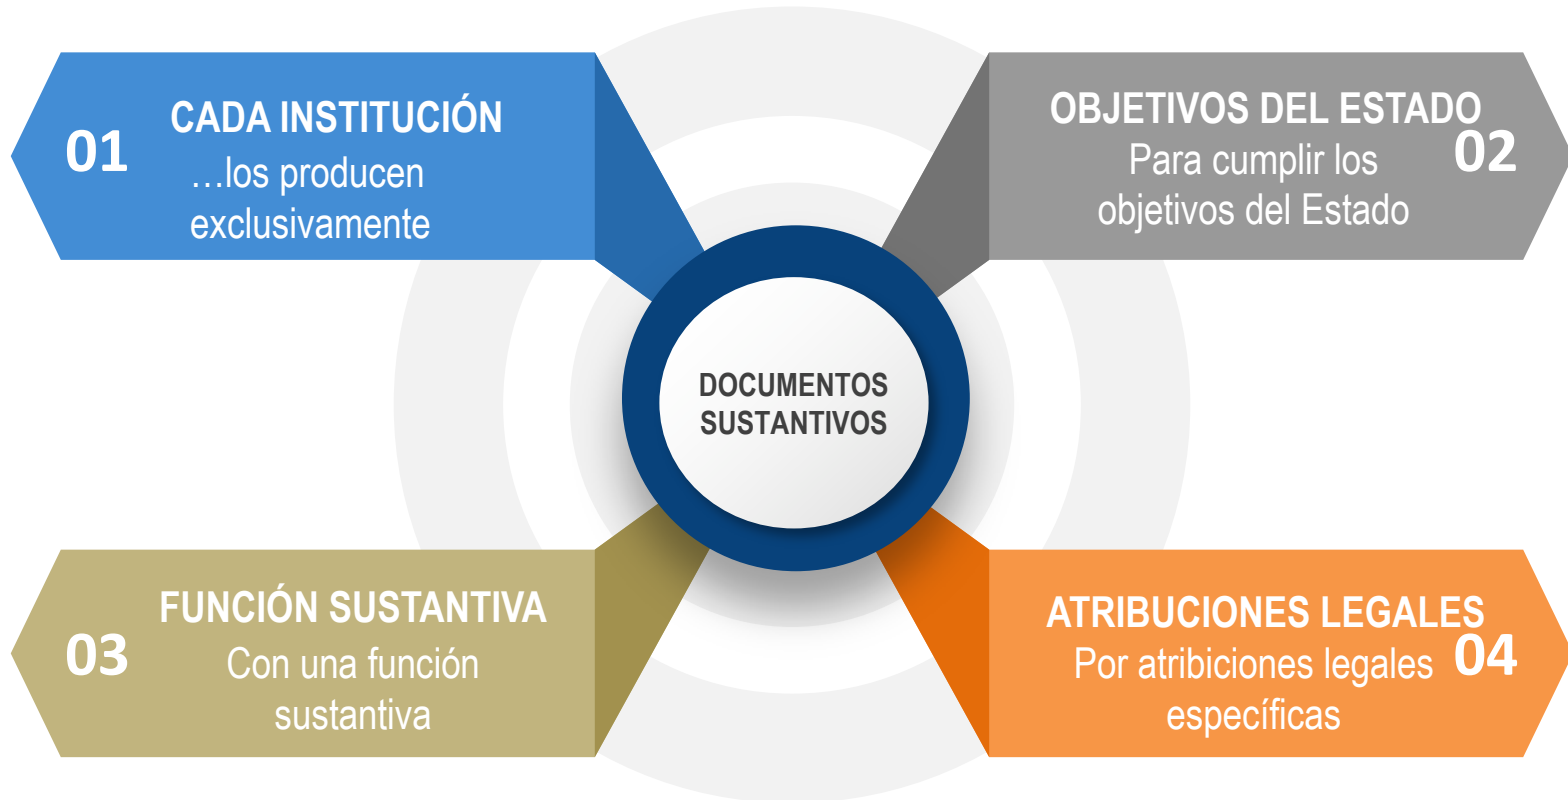 01
CADA INSTITUCIÓN
…los producen
exclusivamente
OBJETIVOS DEL ESTADO
Para cumplir los
objetivos del Estado
02
DOCUMENTOS
SUSTANTIVOS
03
FUNCIÓN SUSTANTIVA
Con una función
sustantiva
ATRIBUCIONES LEGALES
Por atribiciones legales
específicas
04